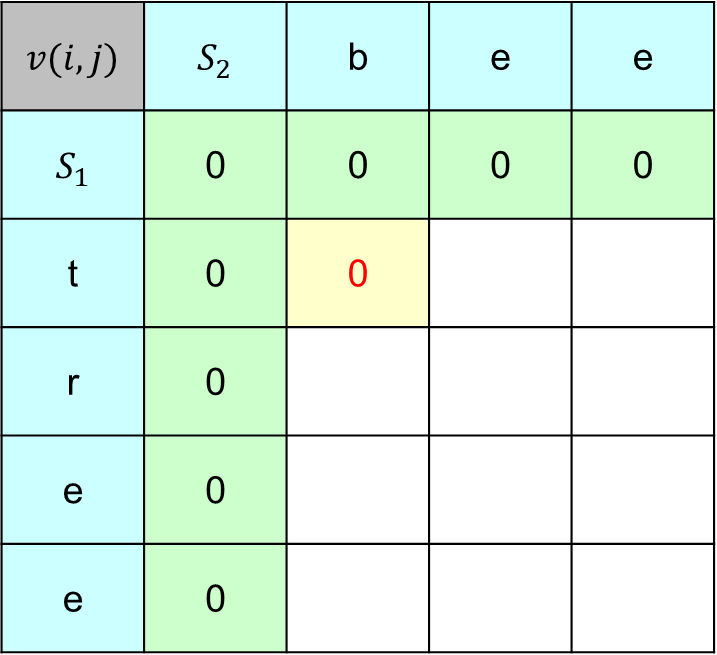 v(i,j) S₂ b e e
S₁ 0 0 0 0
t 0 0
r 0
e 0
e 0